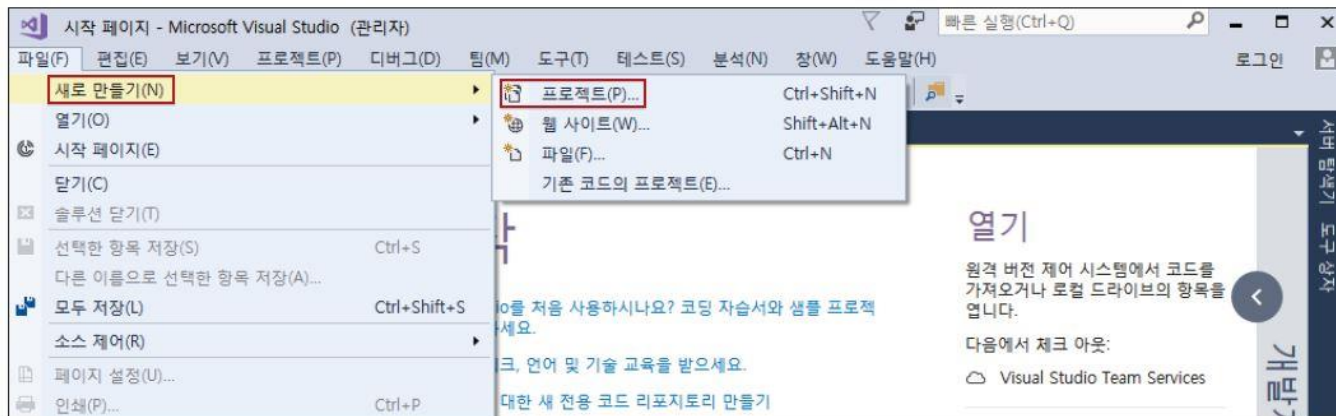 시작 페이지 - Microsoft Visual Studio (관리자)
빠른 실행(Ctrl+Q)
파일(F) 편집(E) 보기(V) 프로젝트(P) 디버그(D) 팀(M) 도구(T) 테스트(S) 분석(N) 창(W) 도움말(H) 로그인
새로 만들기(N)
열기(O)
시작 페이지(E)
닫기(C)
솔루션 닫기(T)
선택한 항목 저장(S) Ctrl+S
다른 이름으로 선택한 항목 저장(A)...
모두 저장(L) Ctrl+Shift+S
소스 제어(R)
페이지 설정(U)...
인쇄(P)... Ctrl+P
프로젝트(P)... Ctrl+Shift+N
웹 사이트(W)... Shift+Alt+N
파일(F)... Ctrl+N
기존 코드의 프로젝트(E)...
io를 처음 사용하시나요? 코딩 자습서와 샘플 프로젝
세요.
크, 언어 및 기술 교육을 받으세요.
대한 새 전용 코드 리포지토리 만들기
열기
원격 버전 제어 시스템에서 코드를
가져오거나 로컬 드라이브의 항목을
엽니다.
다음에서 체크 아웃:
Visual Studio Team Services
개발
서버 탐색기
도구 상자